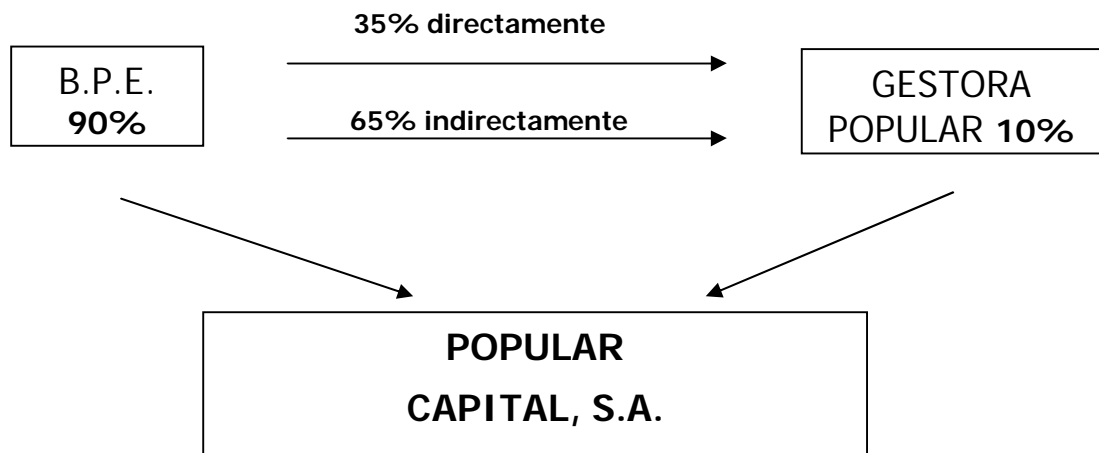 35% directamente
B.P.E.
90%
65% indirectamente
GESTORA
POPULAR 10%
POPULAR
CAPITAL, S.A.